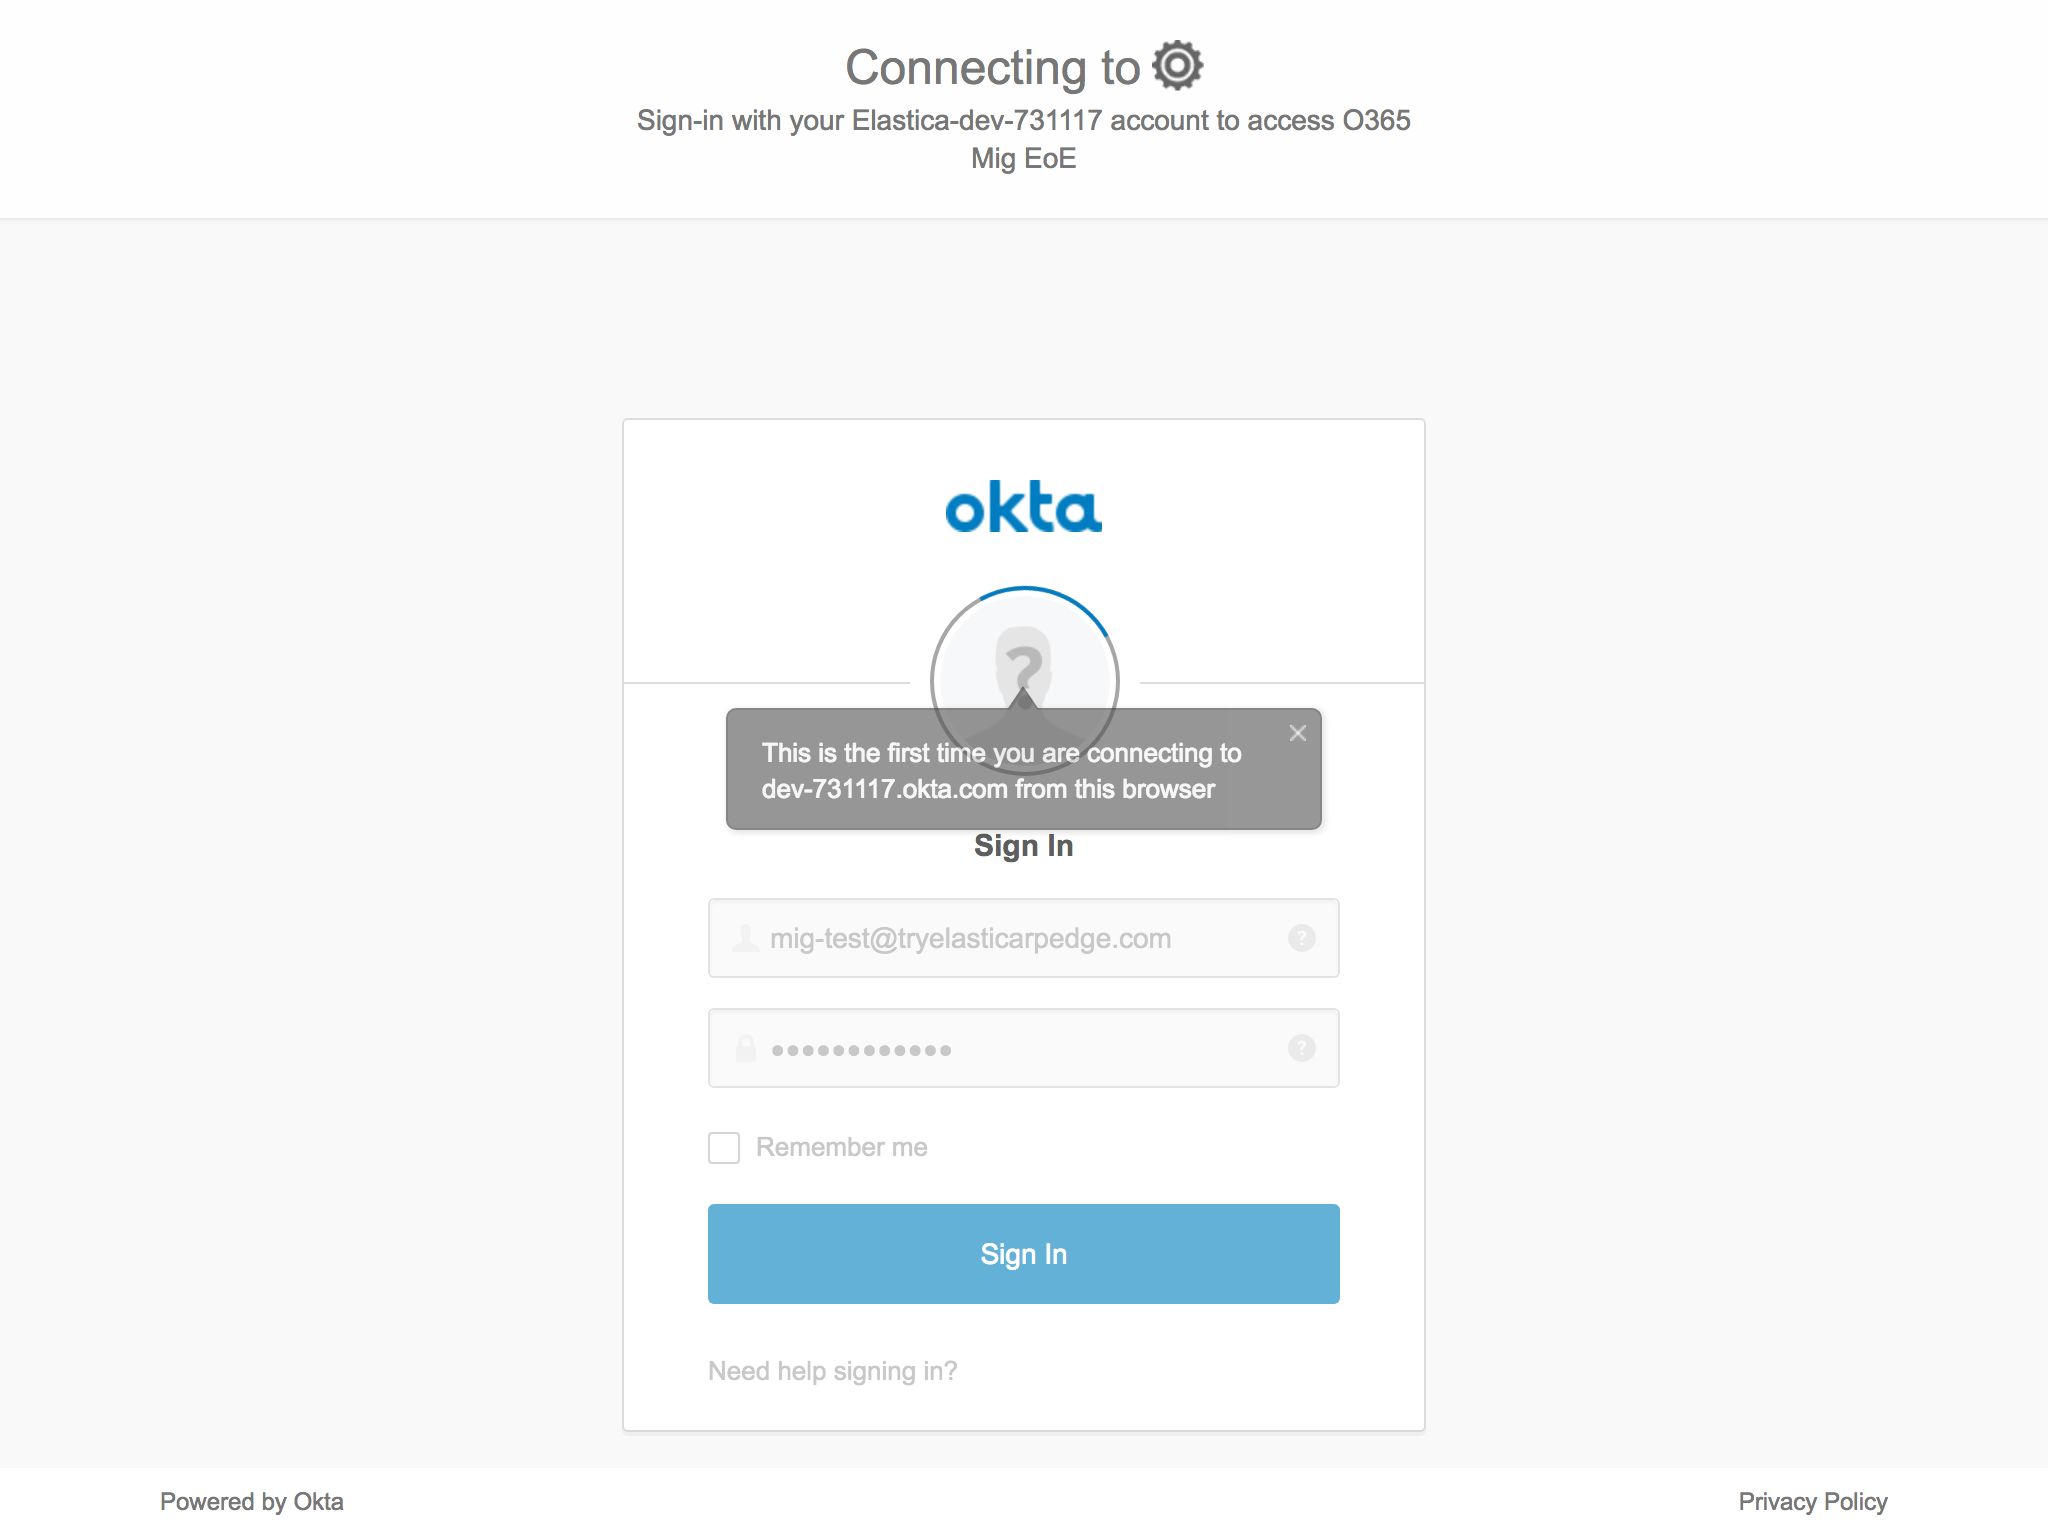 Connecting to
Sign-in with your Elastica-dev-731117 account to access O365
Mig EoE
okta
?
This is the first time you are connecting to
dev-731117.okta.com from this browser
Sign In
mig-test@tryelasticarpedge.com
?
••••••••••••
?
Remember me
Sign In
Need help signing in?
Powered by Okta
Privacy Policy